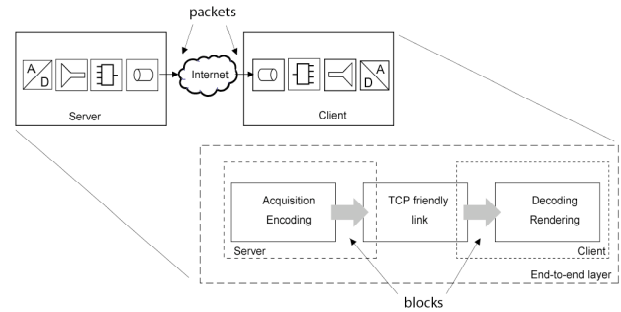 packets
A
D
Internet
A
D
Server
Client
Acquisition
Encoding
TCP friendly
link
Decoding
Rendering
Server
Client
End-to-end layer
blocks